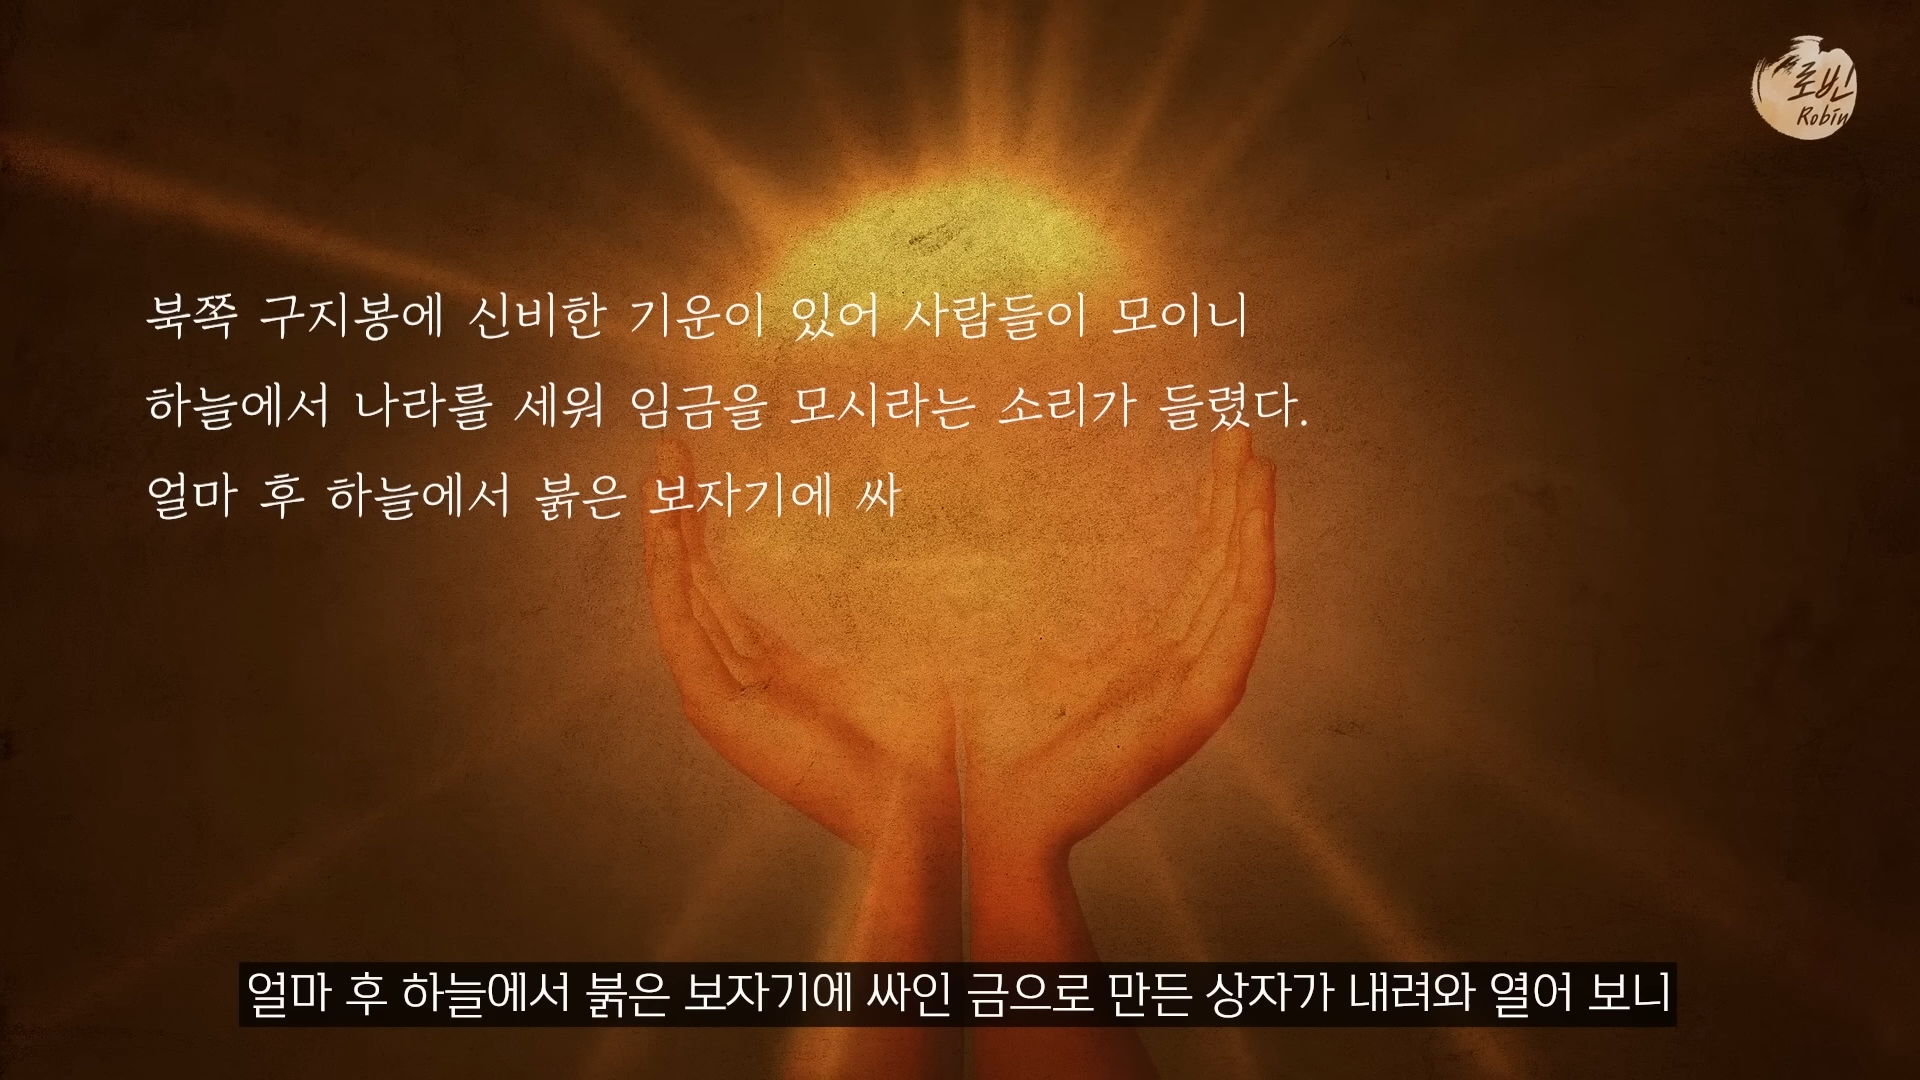 로빈
Robin
북쪽 구지봉에 신비한 기운이 있어 사람들이 모이니
하늘에서 나라를 세워 임금을 모시라는 소리가 들렸다.
얼마 후 하늘에서 붉은 보자기에 싸
얼마 후 하늘에서 붉은 보자기에 싸인 금으로 만든 상자가 내려와 열어 보니